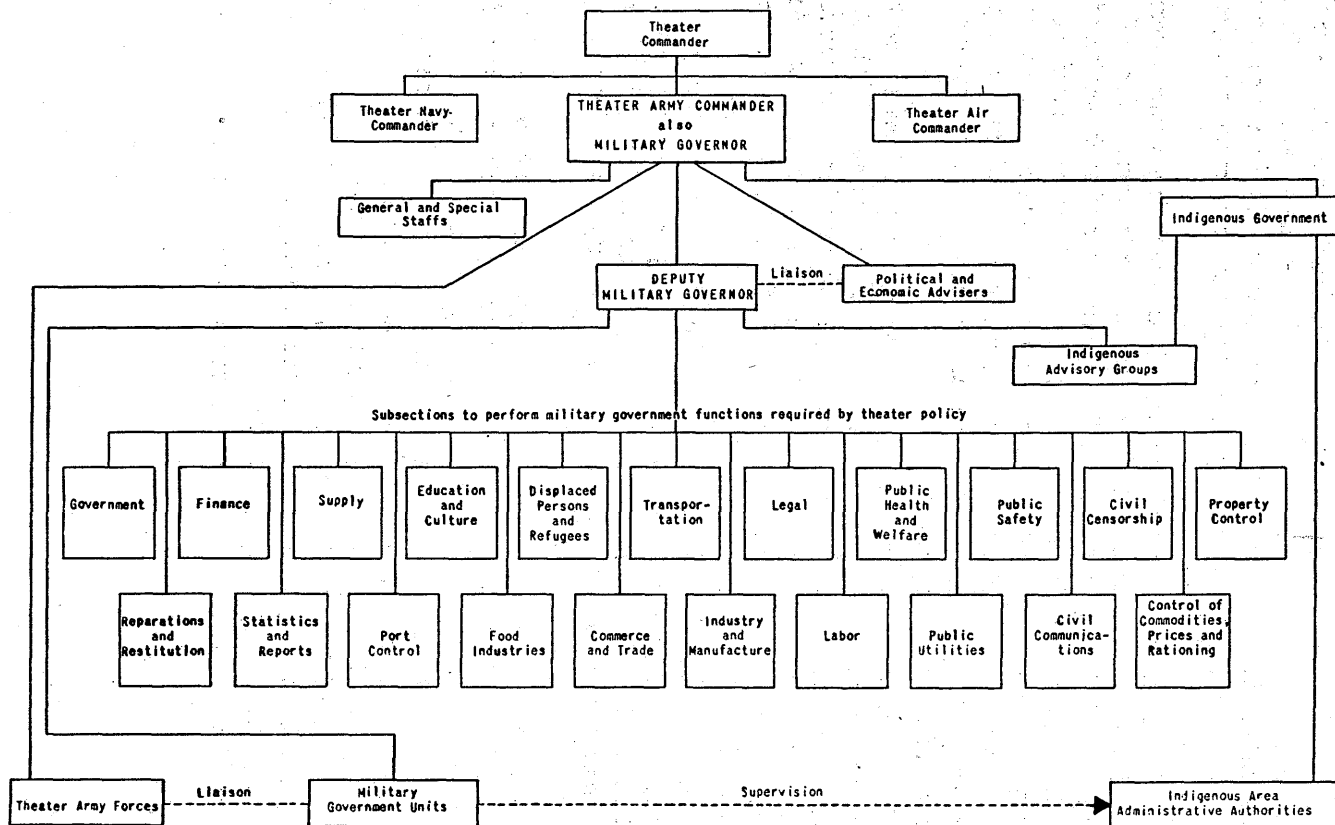 Theater
Commander
Theater Navy-
Commander
THEATER ARMY COMMANDER
also
MILITARY GOVERNOR
Theater Air
Commander
General and Special
Staffs
Indigenous Government
DEPUTY
MILITARY GOVERNOR
Liaison
Political and
Economic Advisers
Indigenous
Advisory Groups
Subsections to perform military government functions required by theater policy
Government
Finance
Supply
Education
and
Culture
Displaced
Persons
and
Refugees
Transpor-
tation
Legal
Public
Health
and
Welfare
Public
Safety
Civil
Censorship
Property
Control
Reparations
and
Restitution
Statistics
and
Reports
Port
Control
Food
Industries
Commerce
and Trade
Industry
and
Manufacture
Labor
Public
Utilities
Civil
Communica-
tions
Control of
Commodities,
Prices and
Rationing
Theater Army Forces
Liaison
Military
Government Units
Supervision
Indigenous Area
Administrative Authorities